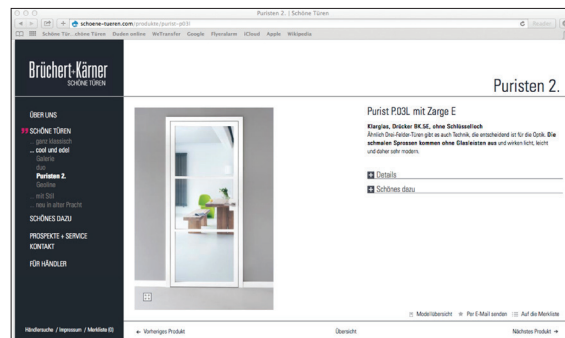 Puristen 2. | Schöne Türen
schoene-tueren.com/produkte/purist-p03l
Schöne Tür...chöne Türen Duden online WeTransfer Google Flyeralarm iCloud Apple Wikipedia
Brüchert+Kärner
SCHÖNE TÜREN
Puristen 2.
ÜBER UNS
SCHÖNE TÜREN
... ganz klassisch
... cool und edel
Galerie
duo
Puristen 2.
Geoline
... mit Stil
... neu in alter Pracht
SCHÖNES DAZU
PROSPEKTE + SERVICE
KONTAKT
FÜR HÄNDLER
Händlersuche / Impressum / Merkliste (0)
Purist P.03L mit Zarge E
Klarglas, Drücker BK.SE, ohne Schlüsselloch
Ähnlich Drei-Felder-Türen gibt es auch Technik, die entscheidend ist für die Optik. Die
schmalen Sprossen kommen ohne Glasleisten aus und wirken licht, leicht
und daher sehr modern.
Details
Schönes dazu
Modellübersicht Per E-Mail senden Auf die Merkliste
← Vorheriges Produkt Übersicht Nächstes Produkt →